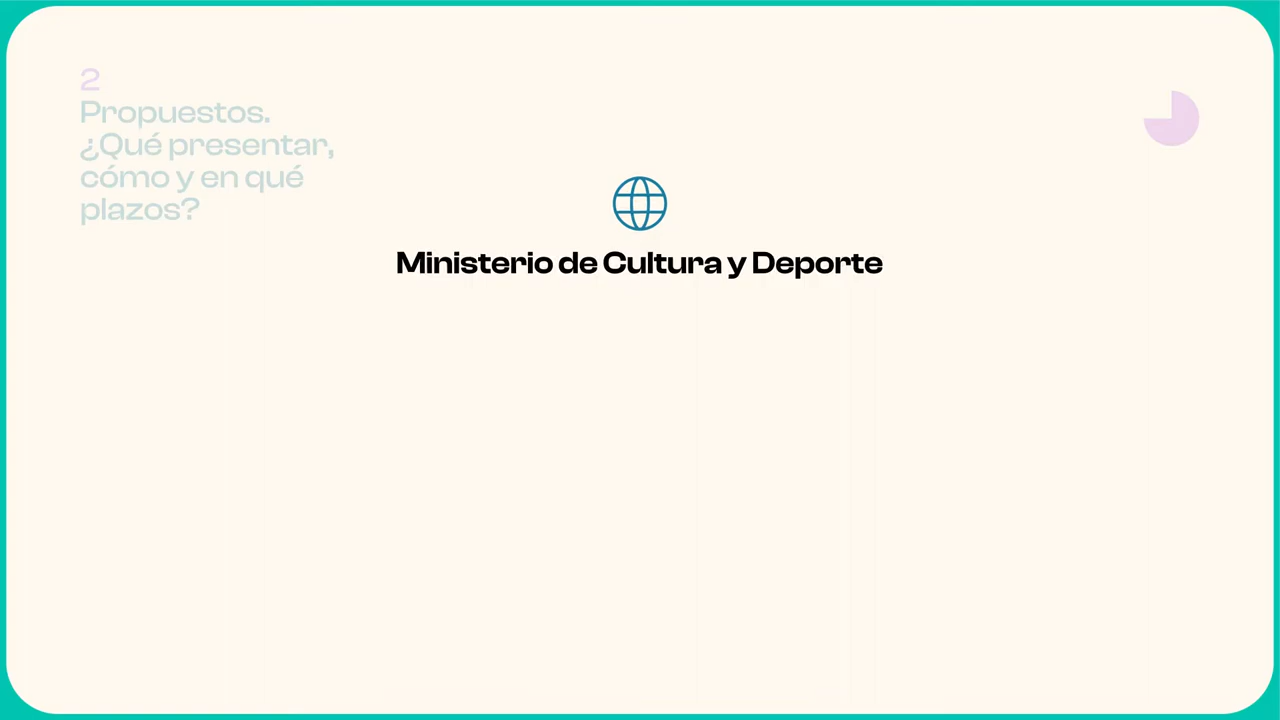 2
Propuestos.
¿Qué presentar,
cómo y en qué
plazos?
Ministerio de Cultura y Deporte